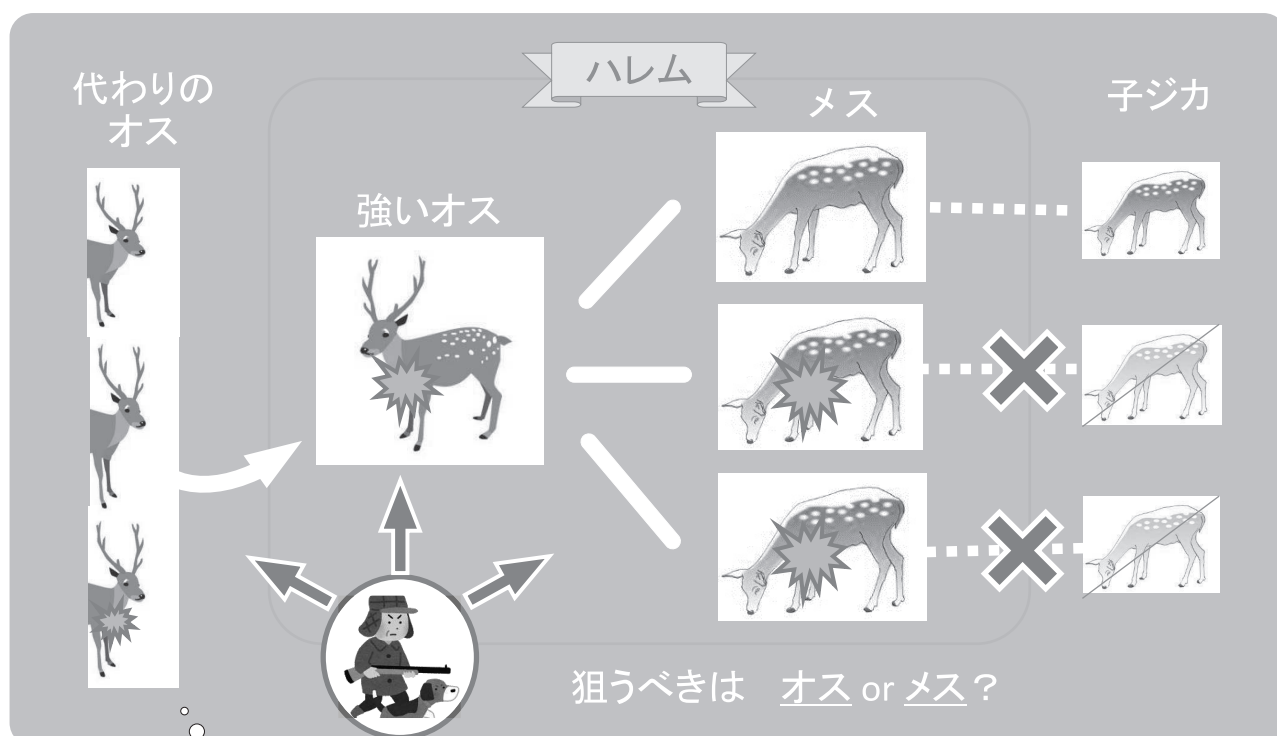 ハレム
代わりの
オス
強いオス
メス
子ジカ
狙うべきは　オス or メス？